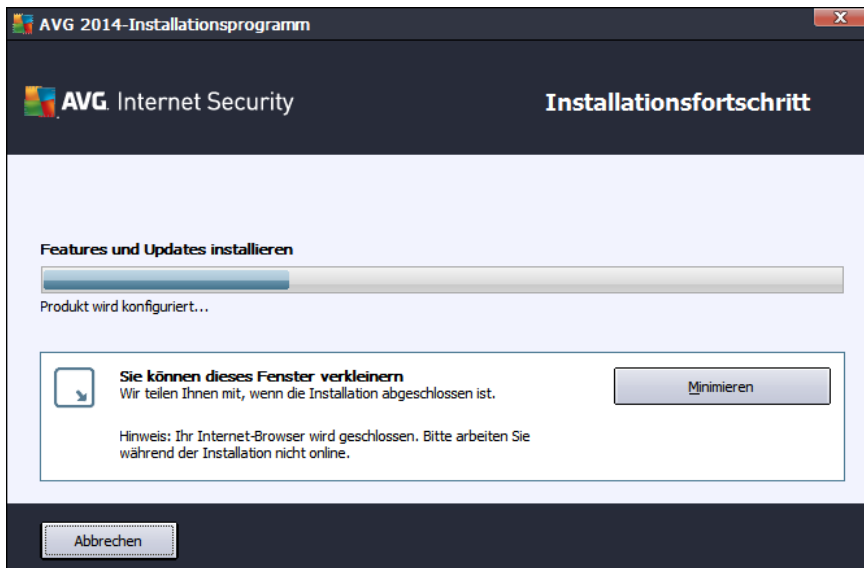 AVG 2014-Installationsprogramm
AVG. Internet Security
Installationsfortschritt
Features und Updates installieren
Produkt wird konfiguriert...
Sie können dieses Fenster verkleinern
Wir teilen Ihnen mit, wenn die Installation abgeschlossen ist.
Minimieren
Hinweis: Ihr Internet-Browser wird geschlossen. Bitte arbeiten Sie
während der Installation nicht online.
Abbrechen